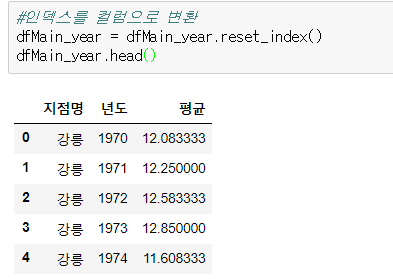 #인덱스를 컬럼으로 변환
dfMain_year = dfMain_year.reset_index()
dfMain_year.head()
지점명 년도 평균
0 강릉 1970 12.083333
1 강릉 1971 12.250000
2 강릉 1972 12.583333
3 강릉 1973 12.850000
4 강릉 1974 11.608333